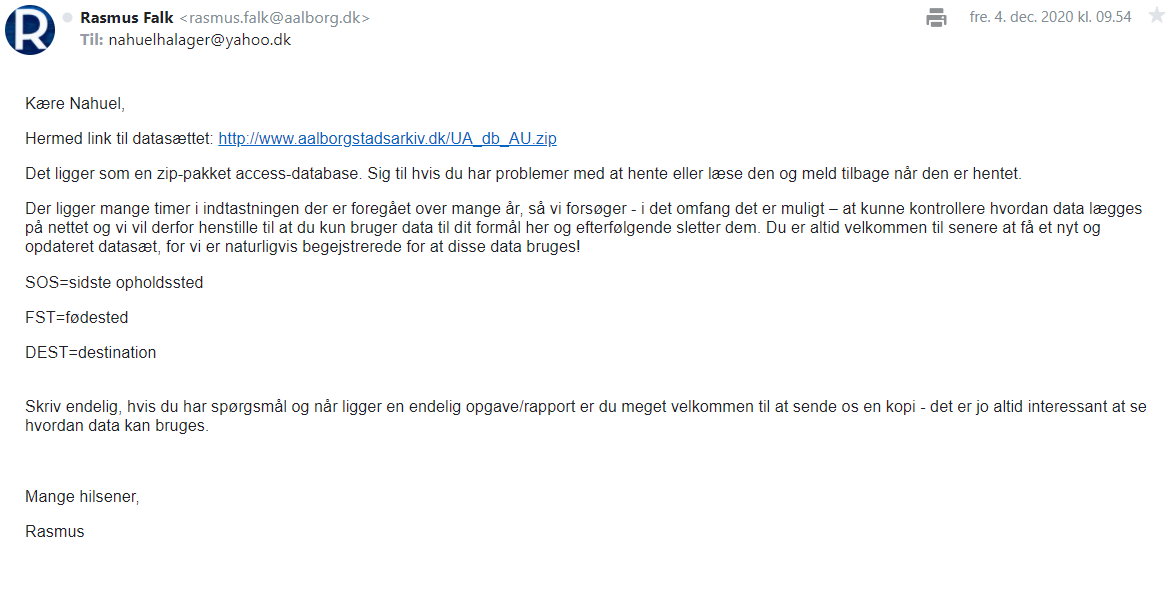 R
Rasmus Falk <rasmus.falk@aalborg.dk>
fre. 4. dec. 2020 kl. 09.54
Til: nahuelhalager@yahoo.dk
Kære Nahuel,
Hermed link til datasættet: http://www.aalborgstadsarkiv.dk/UA_db_AU.zip
Det ligger som en zip-pakket access-database. Sig til hvis du har problemer med at hente eller læse den og meld tilbage når den er hentet.
Der ligger mange timer i indtastningen der er foregået over mange år, så vi forsøger - i det omfang det er muligt – at kunne kontrollere hvordan data lægges
på nettet og vi vil derfor henstille til at du kun bruger data til dit formål her og efterfølgende sletter dem. Du er altid velkommen til senere at få et nyt og
opdateret datasæt, for vi er naturligvis begejstrerede for at disse data bruges!
SOS=sidste opholdssted
FST=fødested
DEST=destination
Skriv endelig, hvis du har spørgsmål og når ligger en endelig opgave/rapport er du meget velkommen til at sende os en kopi - det er jo altid interessant at se
hvordan data kan bruges.
Mange hilsener,
Rasmus